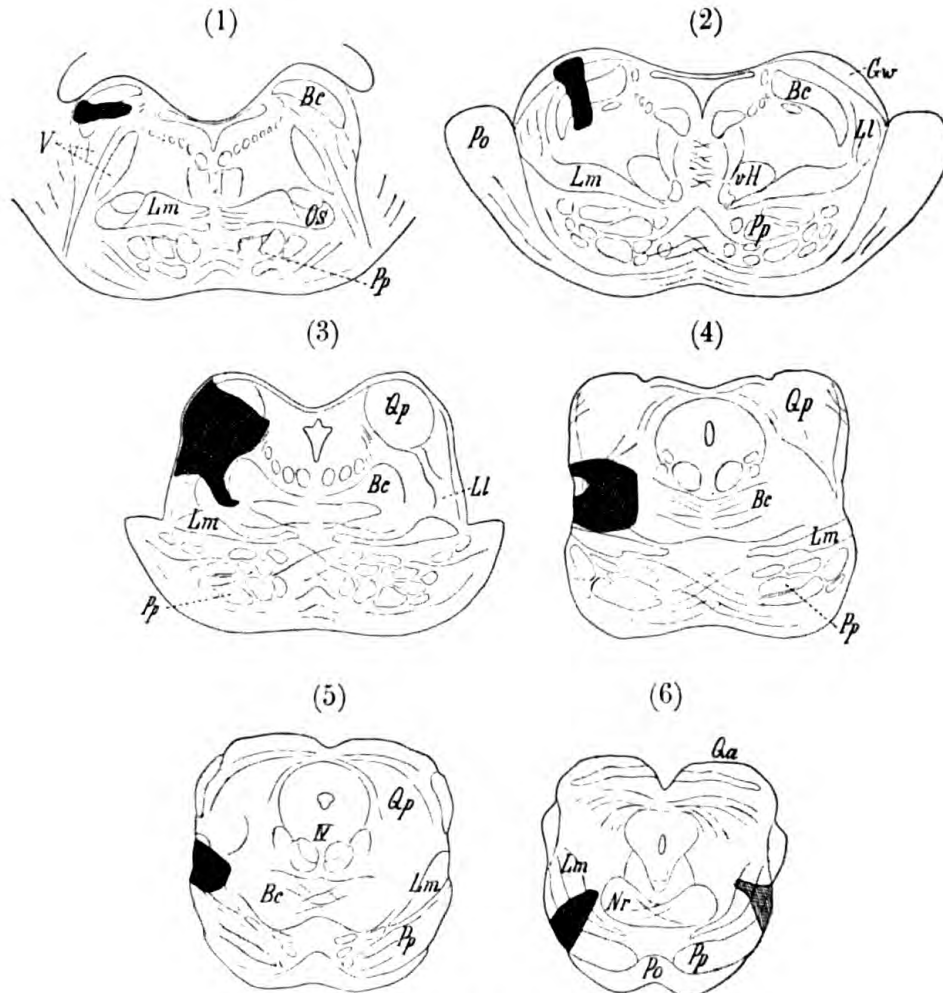 (1)
(2)
Bc
V
Lm
Os
Pp
Gw
Po
Bc
Ll
Lm
vH
Pp
(3)
(4)
Qp
Bc
Ll
Lm
Pp
Qp
Bc
Lm
Pp
(5)
(6)
Qp
IV
Bc
Lm
Pp
Qa
Lm
Nr
Po
Pp